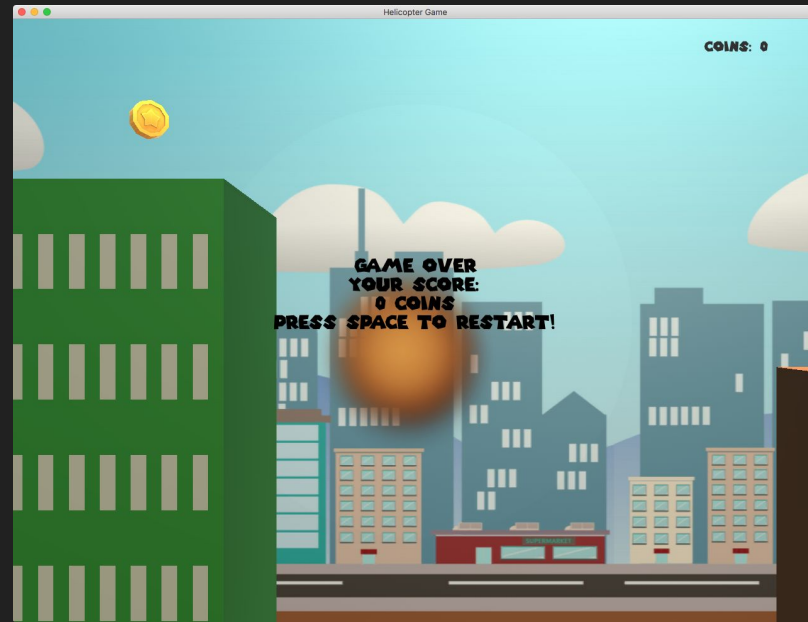 Helicopter Game
COINS: 0
GAME OVER
YOUR SCORE:
0 COINS
PRESS SPACE TO RESTART!
SUPERMARKET